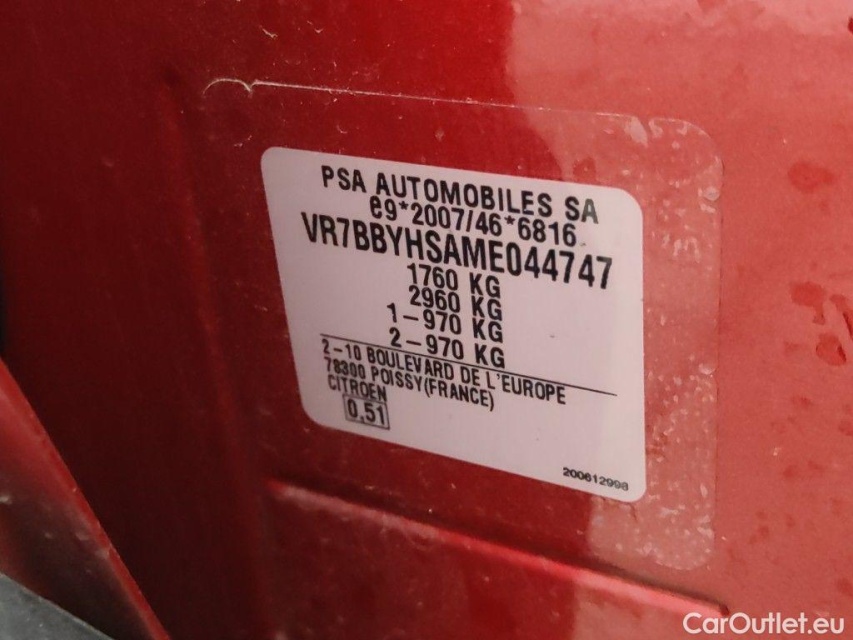 PSA AUTOMOBILES SA
e9*2007/46*6816
VR7BBYHSAME044747
1760 KG
2960 KG
1-970 KG
2-970 KG
2-10 BOULEVARD DE L'EUROPE
78300 POISSY(FRANCE)
CITROEN
0,51
200612998
CarOutlet.eu